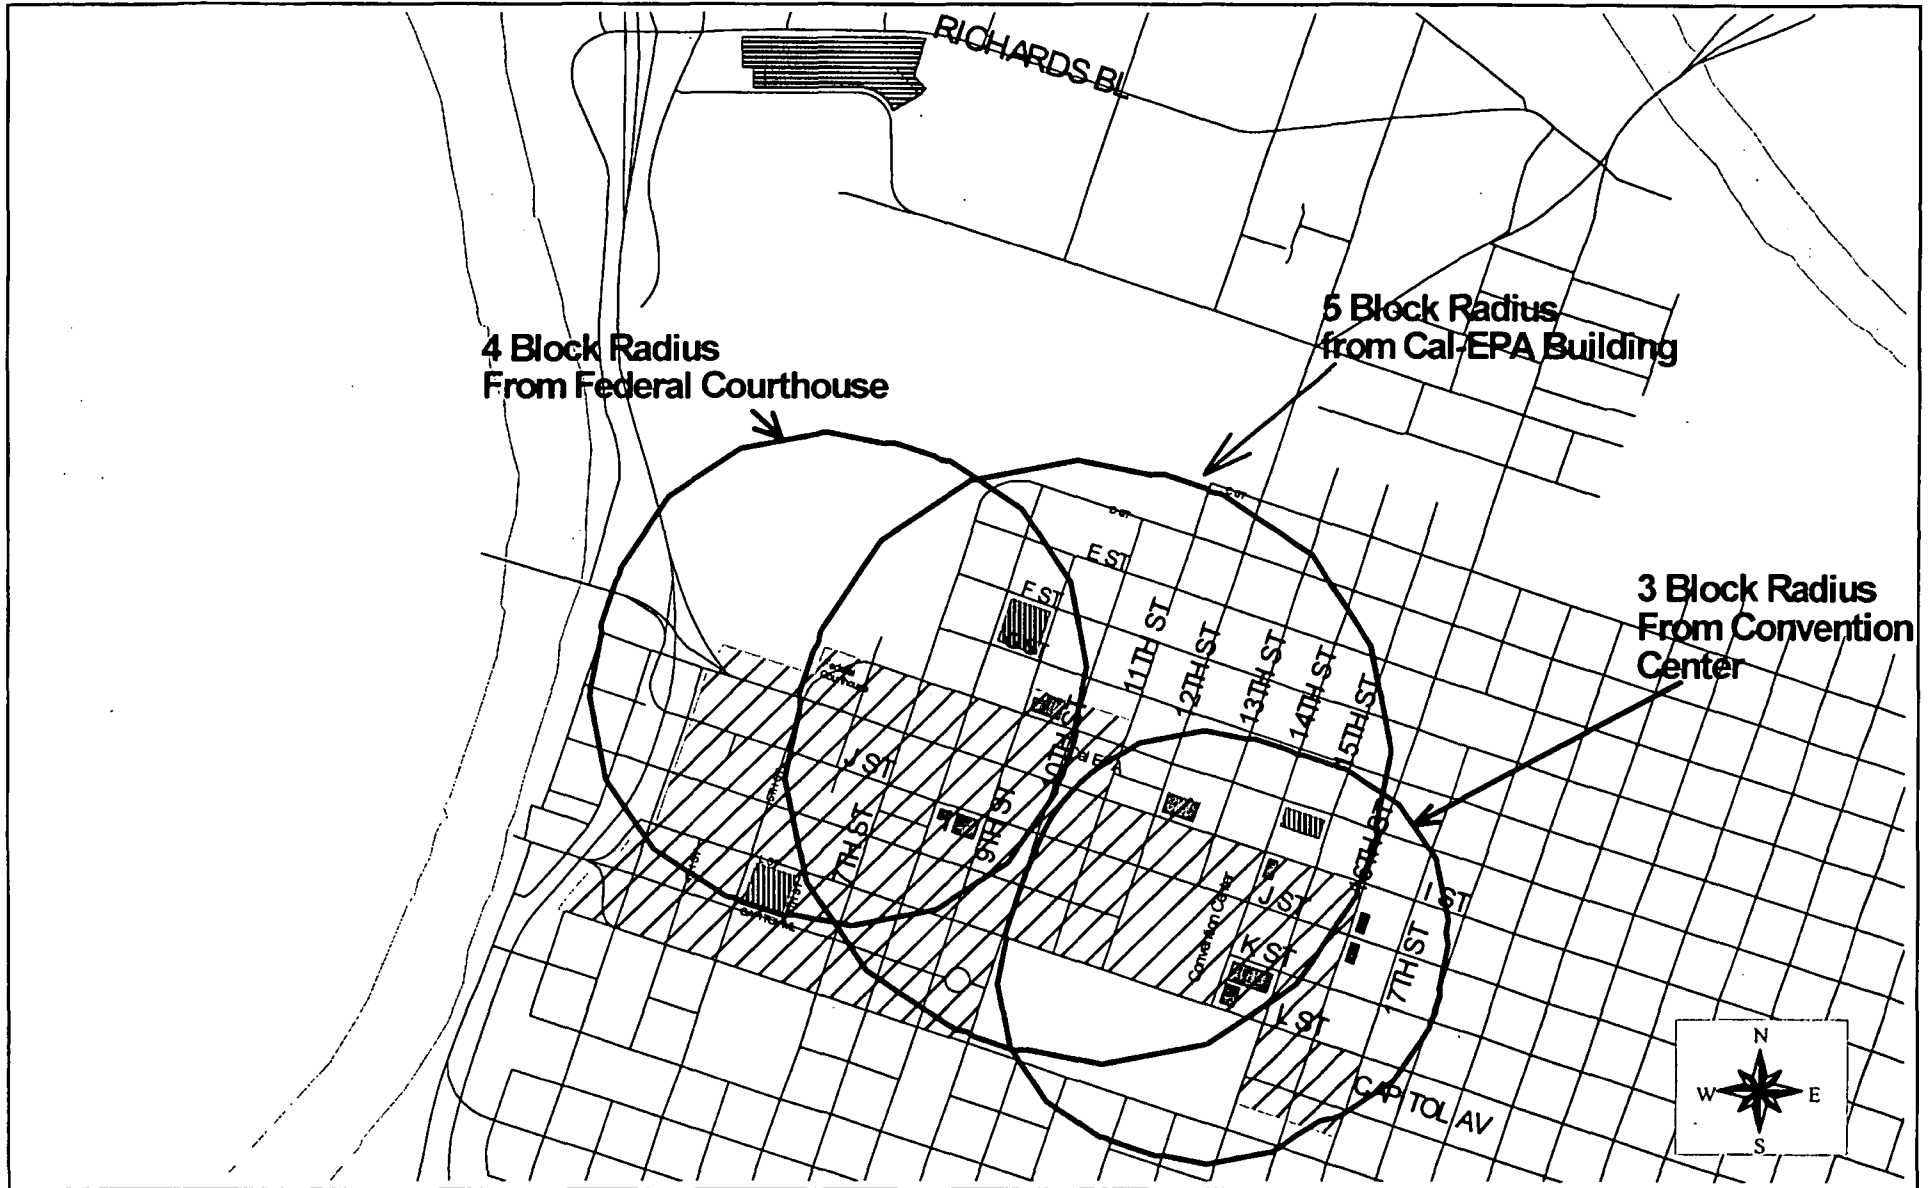 RICHARDS BL
5 Block Radius
from Cal-EPA Building
4 Block Radius
From Federal Courthouse
3 Block Radius
From Convention
Center
E ST
F ST
11TH ST
12TH ST
13TH ST
14TH ST
15TH ST
16TH ST
17TH ST
I ST
J ST
7TH ST
9TH ST
10TH ST
Cal EPA
Convention Center
J ST
K ST
L ST
CAPITOL AV
N
W
E
S